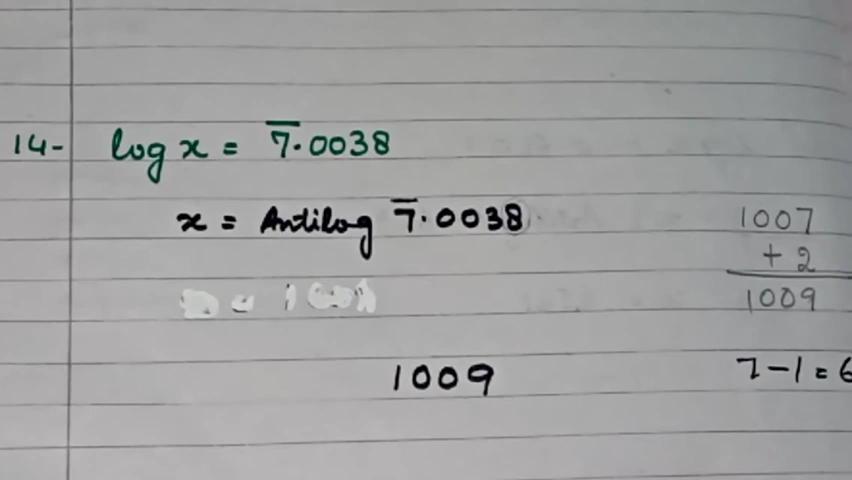 14- log x = 7̅.0038
x = Antilog 7̅.0038
1007
+ 2
1009
1009
7-1=6